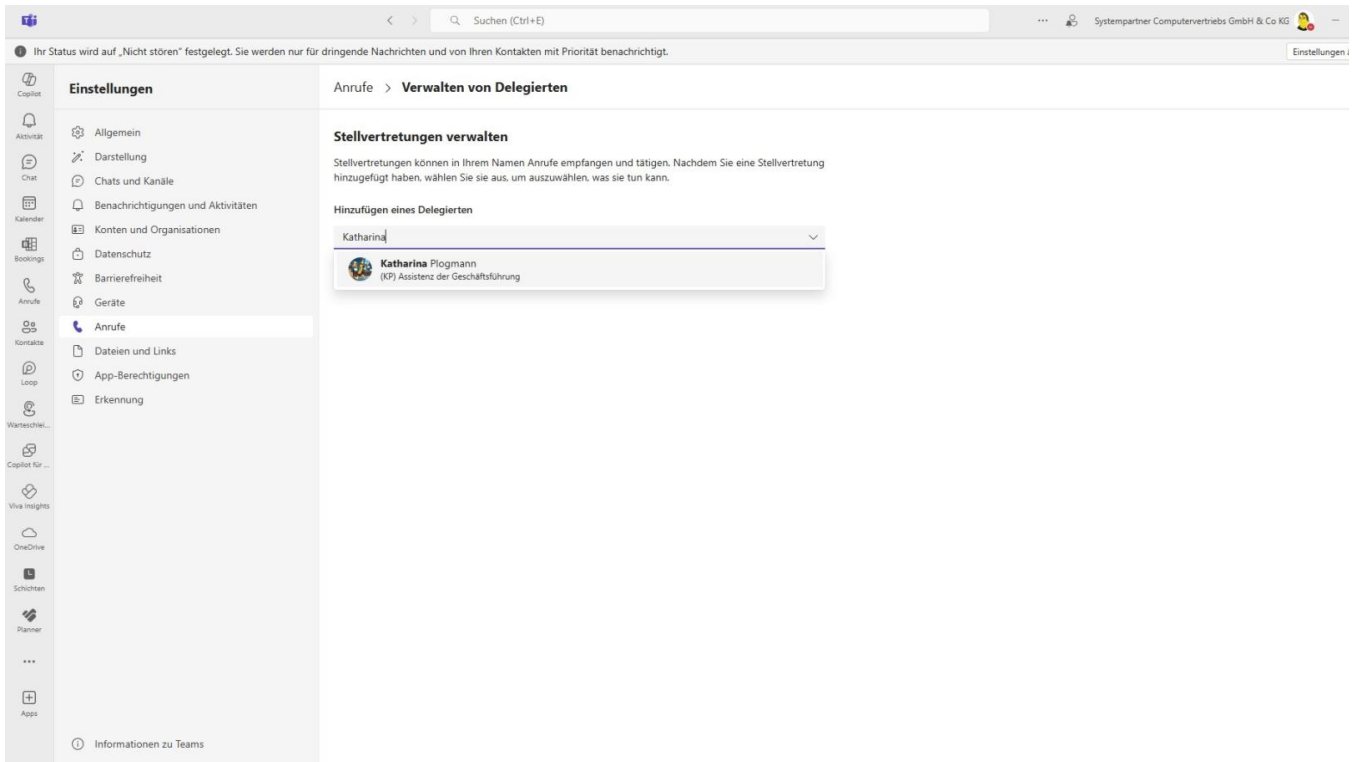 Suchen (Ctrl+E)
Systempartner Computervertriebs GmbH & Co KG
Ihr Status wird auf „Nicht stören" festgelegt. Sie werden nur für dringende Nachrichten und von Ihren Kontakten mit Priorität benachrichtigt.
Einstellungen
Copilot
Aktivität
Chat
Kalender
Bookings
Anrufe
Kontakte
Loop
Warteschlei...
Copilot für ...
Viva Insights
OneDrive
Schichten
Planner
Apps
Einstellungen
Allgemein
Darstellung
Chats und Kanäle
Benachrichtigungen und Aktivitäten
Konten und Organisationen
Datenschutz
Barrierefreiheit
Geräte
Anrufe
Dateien und Links
App-Berechtigungen
Erkennung
Informationen zu Teams
Anrufe > Verwalten von Delegierten
Stellvertretungen verwalten
Stellvertretungen können in Ihrem Namen Anrufe empfangen und tätigen. Nachdem Sie eine Stellvertretung
hinzugefügt haben, wählen Sie sie aus, um auszuwählen, was sie tun kann.
Hinzufügen eines Delegierten
Katharina
Katharina Plogmann
(KP) Assistenz der Geschäftsführung